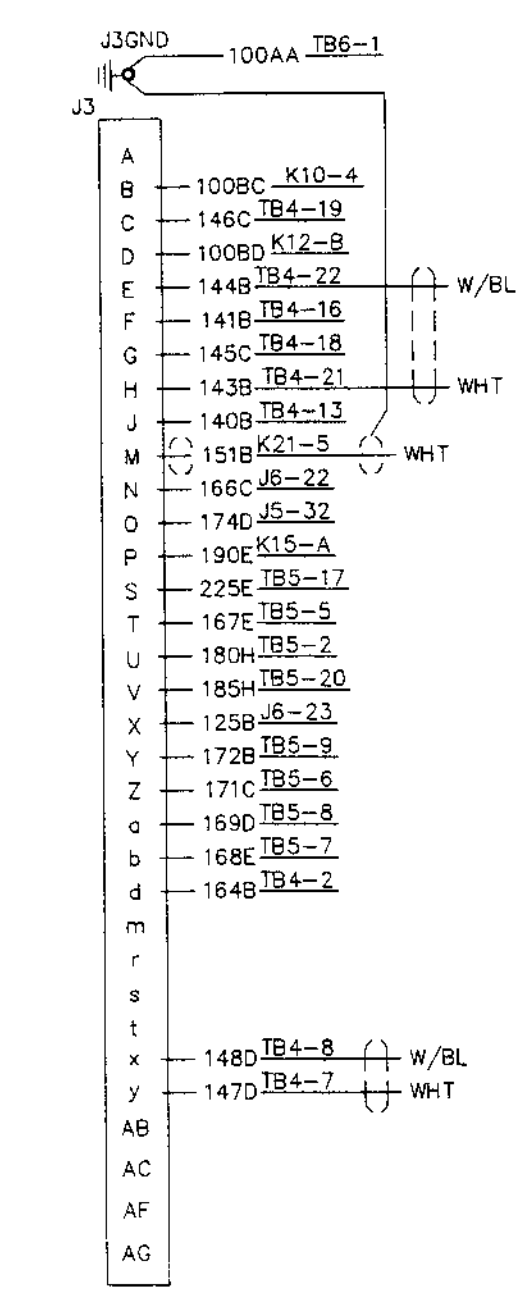 J3GND
100AA TB6-1
J3
A
B 100BC K10-4
C 146C TB4-19
D 100BD K12-B
E 144B TB4-22 W/BL
F 141B TB4-16
G 145C TB4-18
H 143B TB4-21 WHT
J 140B TB4-13
M 151B K21-5 WHT
N 166C J6-22
O 174D J5-32
P 190E K15-A
S 225E TB5-17
T 167E TB5-5
U 180H TB5-2
V 185H TB5-20
X 125B J6-23
Y 172B TB5-9
Z 171C TB5-6
a 169D TB5-8
b 168E TB5-7
d 164B TB4-2
m
r
s
t
x 148D TB4-8 W/BL
y 147D TB4-7 WHT
AB
AC
AF
AG